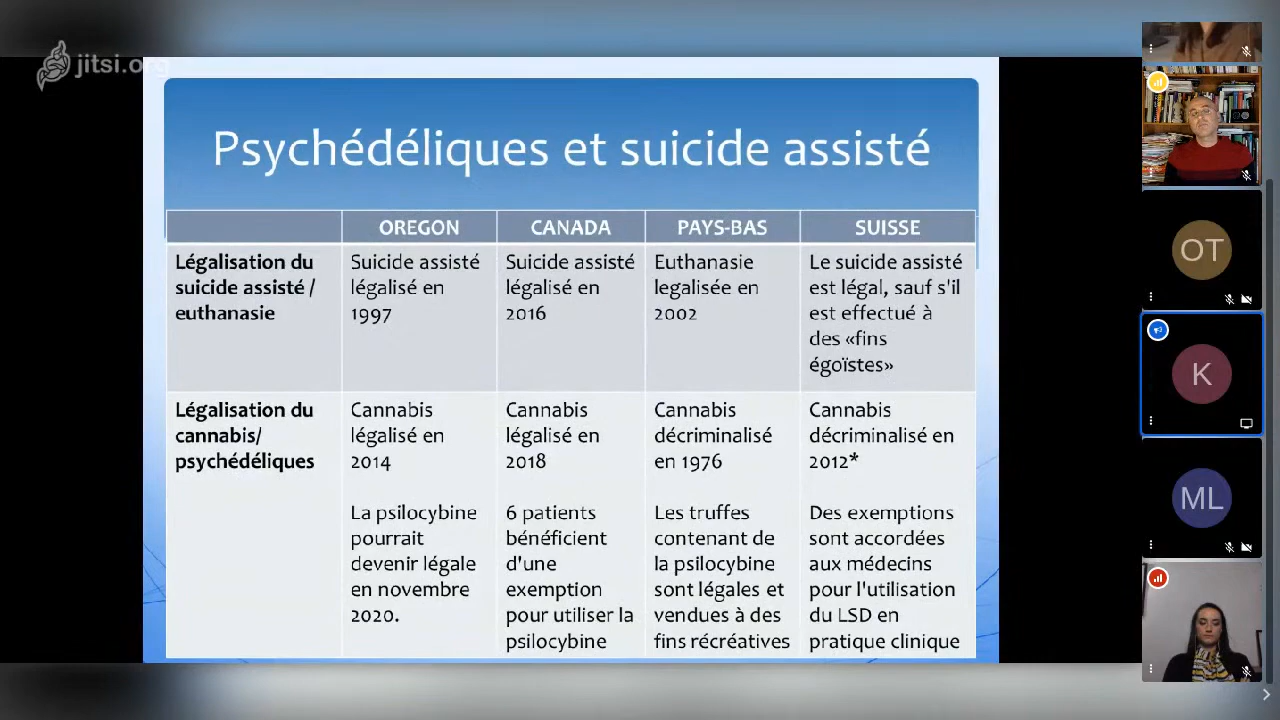 jitsi.org
Psychédéliques et suicide assisté
OREGON CANADA PAYS-BAS SUISSE
Légalisation du
suicide assisté /
euthanasie
Suicide assisté
légalisé en
1997
Suicide assisté
légalisé en
2016
Euthanasie
legalisée en
2002
Le suicide assisté
est légal, sauf s'il
est effectué à
des «fins
égoïstes»
Légalisation du
cannabis/
psychédéliques
Cannabis
légalisé en
2014
La psilocybine
pourrait
devenir légale
en novembre
2020.
Cannabis
légalisé en
2018
6 patients
bénéficient
d'une
exemption
pour utiliser la
psilocybine
Cannabis
décriminalisé
en 1976
Les truffes
contenant de
la psilocybine
sont légales et
vendues à des
fins récréatives
Cannabis
décriminalisé en
2012*
Des exemptions
sont accordées
aux médecins
pour l'utilisation
du LSD en
pratique clinique
OT
K
ML